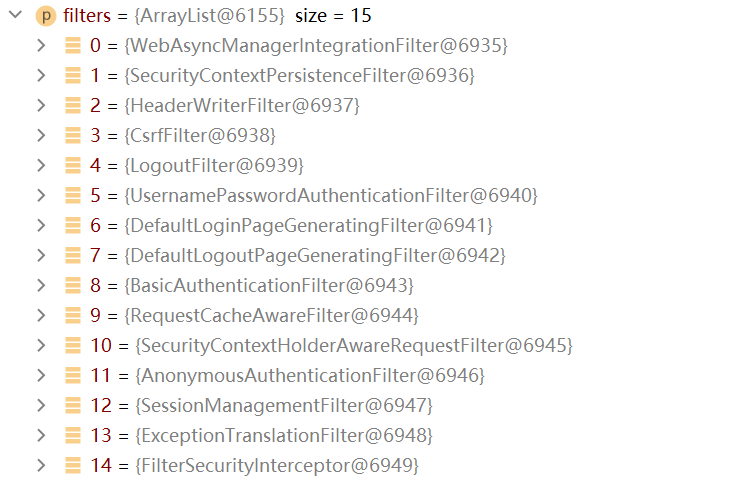 p filters = {ArrayList@6155} size = 15
0 = {WebAsyncManagerIntegrationFilter@6935}
1 = {SecurityContextPersistenceFilter@6936}
2 = {HeaderWriterFilter@6937}
3 = {CsrfFilter@6938}
4 = {LogoutFilter@6939}
5 = {UsernamePasswordAuthenticationFilter@6940}
6 = {DefaultLoginPageGeneratingFilter@6941}
7 = {DefaultLogoutPageGeneratingFilter@6942}
8 = {BasicAuthenticationFilter@6943}
9 = {RequestCacheAwareFilter@6944}
10 = {SecurityContextHolderAwareRequestFilter@6945}
11 = {AnonymousAuthenticationFilter@6946}
12 = {SessionManagementFilter@6947}
13 = {ExceptionTranslationFilter@6948}
14 = {FilterSecurityInterceptor@6949}